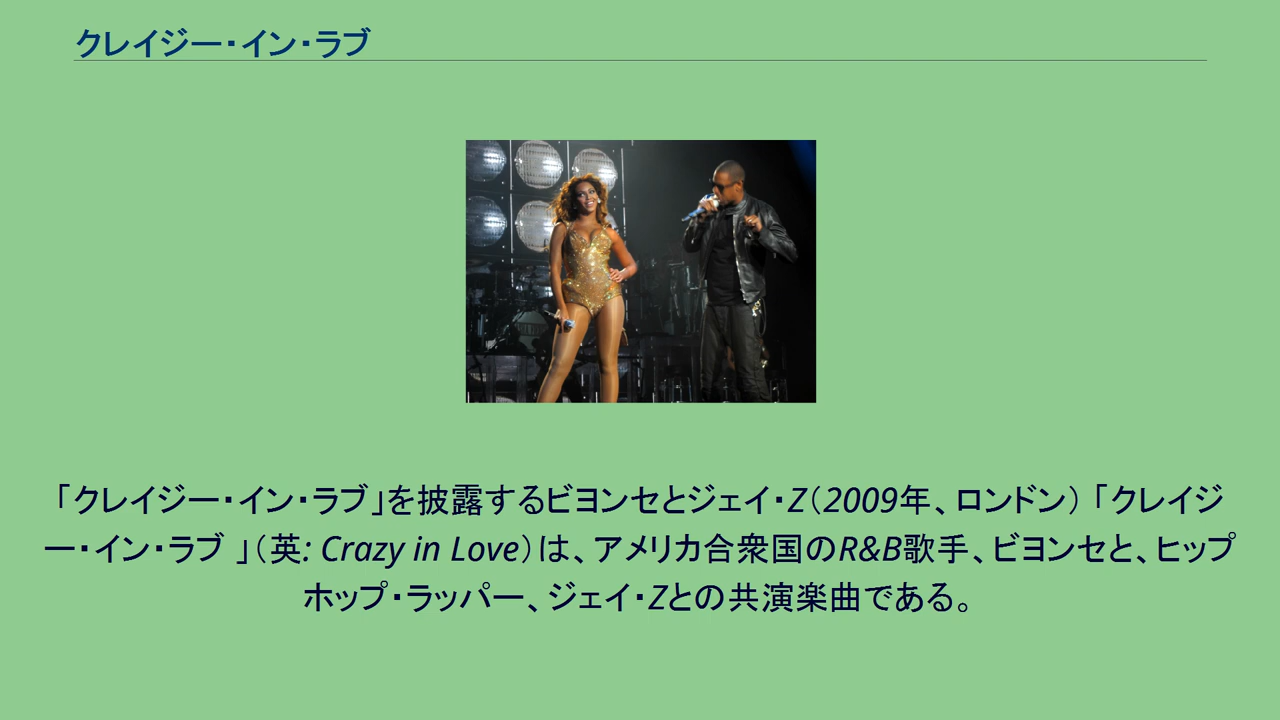 クレイジー・イン・ラブ
「クレイジー・イン・ラブ」を披露するビヨンセとジェイ・Z（2009年、ロンドン）「クレイジ
ー・イン・ラブ 」（英: Crazy in Love）は、アメリカ合衆国のR&B歌手、ビヨンセと、ヒップ
ホップ・ラッパー、ジェイ・Zとの共演楽曲である。